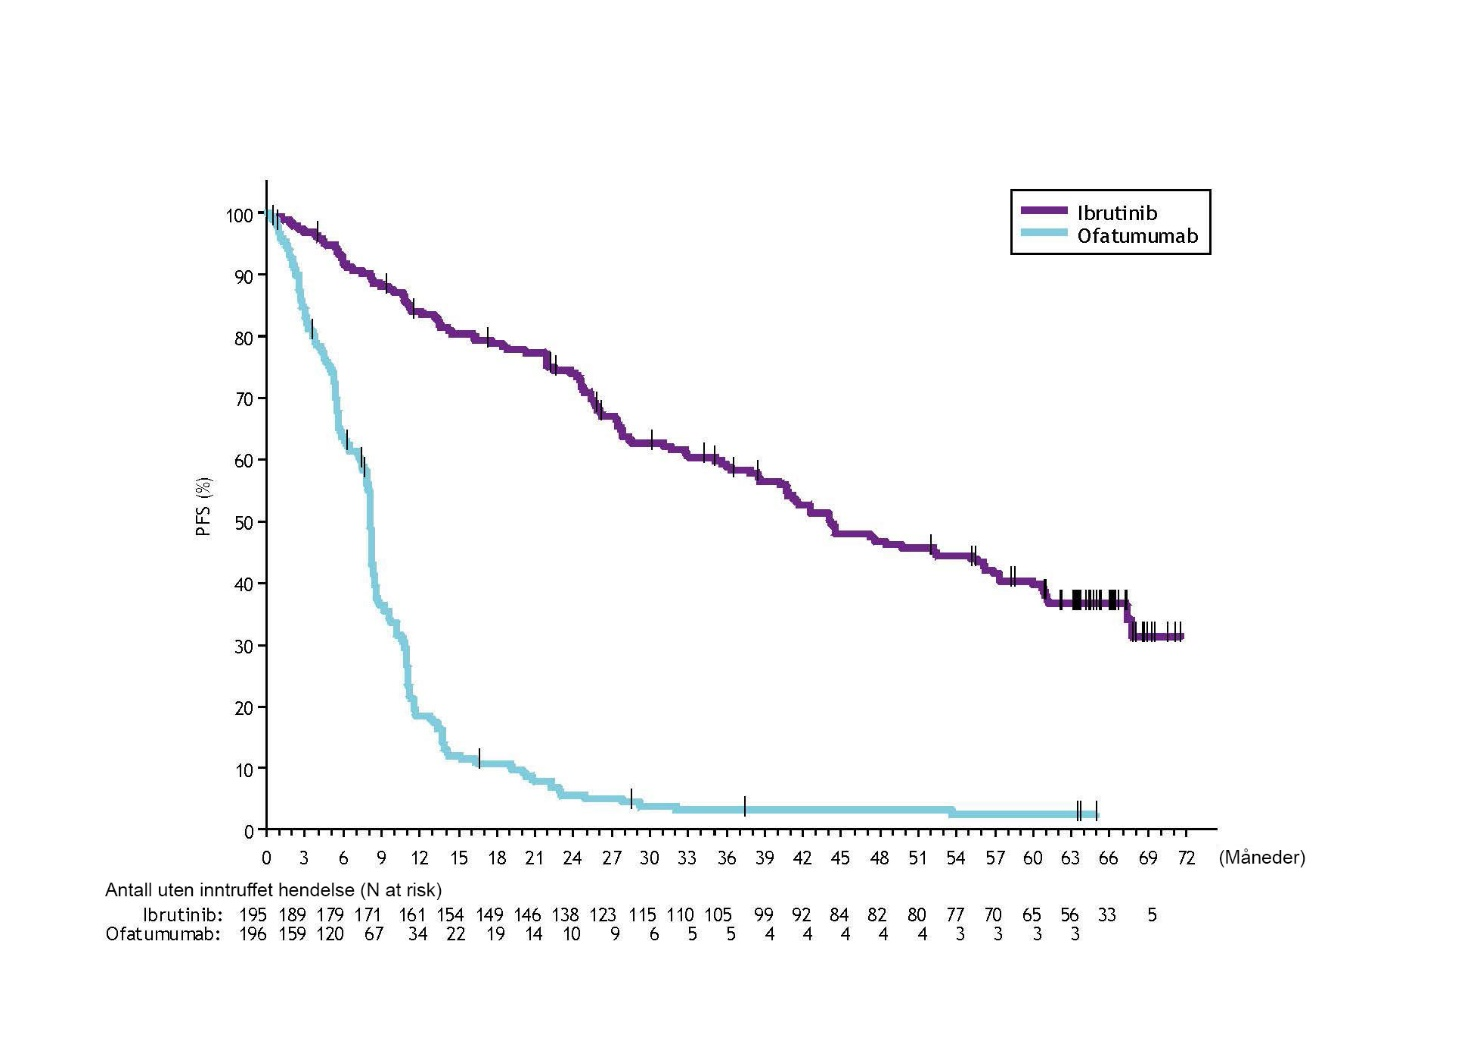 Ibrutinib
Ofatumumab
100
90
80
70
60
50
40
30
20
10
0
PFS (%)
0 3 6 9 12 15 18 21 24 27 30 33 36 39 42 45 48 51 54 57 60 63 66 69 72 (Måneder)
Antall uten inntruffet hendelse (N at risk)
Ibrutinib: 195 189 179 171 161 154 149 146 138 123 115 110 105 99 92 84 82 80 77 70 65 56 33 5
Ofatumumab: 196 159 120 67 34 22 19 14 10 9 6 5 5 4 4 4 4 4 3 3 3 3